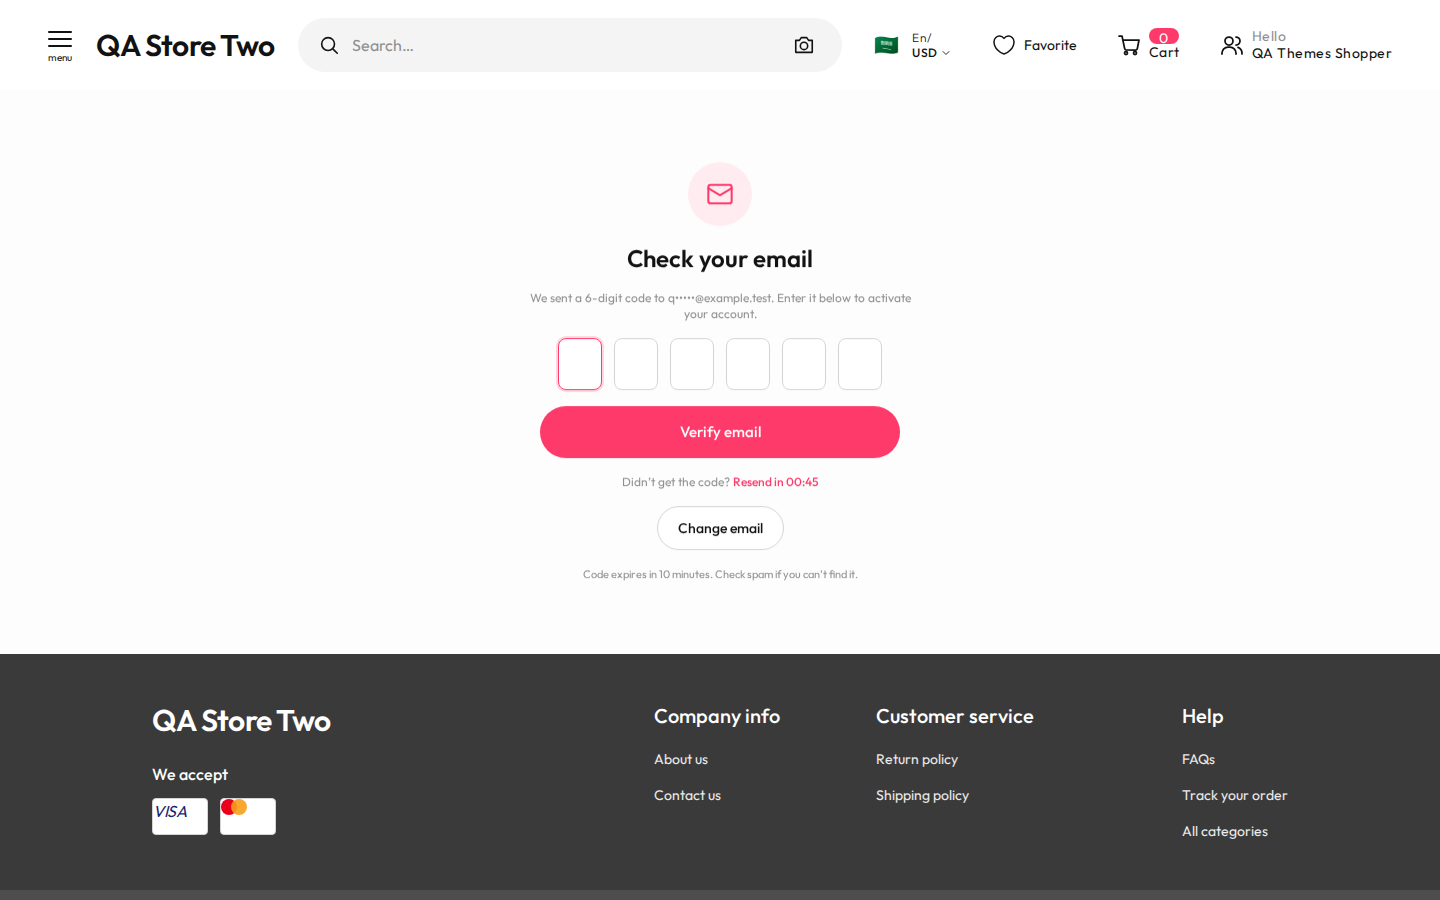 menu
QA Store Two
Search...
En/
USD
Favorite
0
Cart
Hello
QA Themes Shopper
Check your email
We sent a 6-digit code to q•••••@example.test. Enter it below to activate
your account.
Verify email
Didn't get the code? Resend in 00:45
Change email
Code expires in 10 minutes. Check spam if you can't find it.
QA Store Two
We accept
VISA
Company info
About us
Contact us
Customer service
Return policy
Shipping policy
Help
FAQs
Track your order
All categories